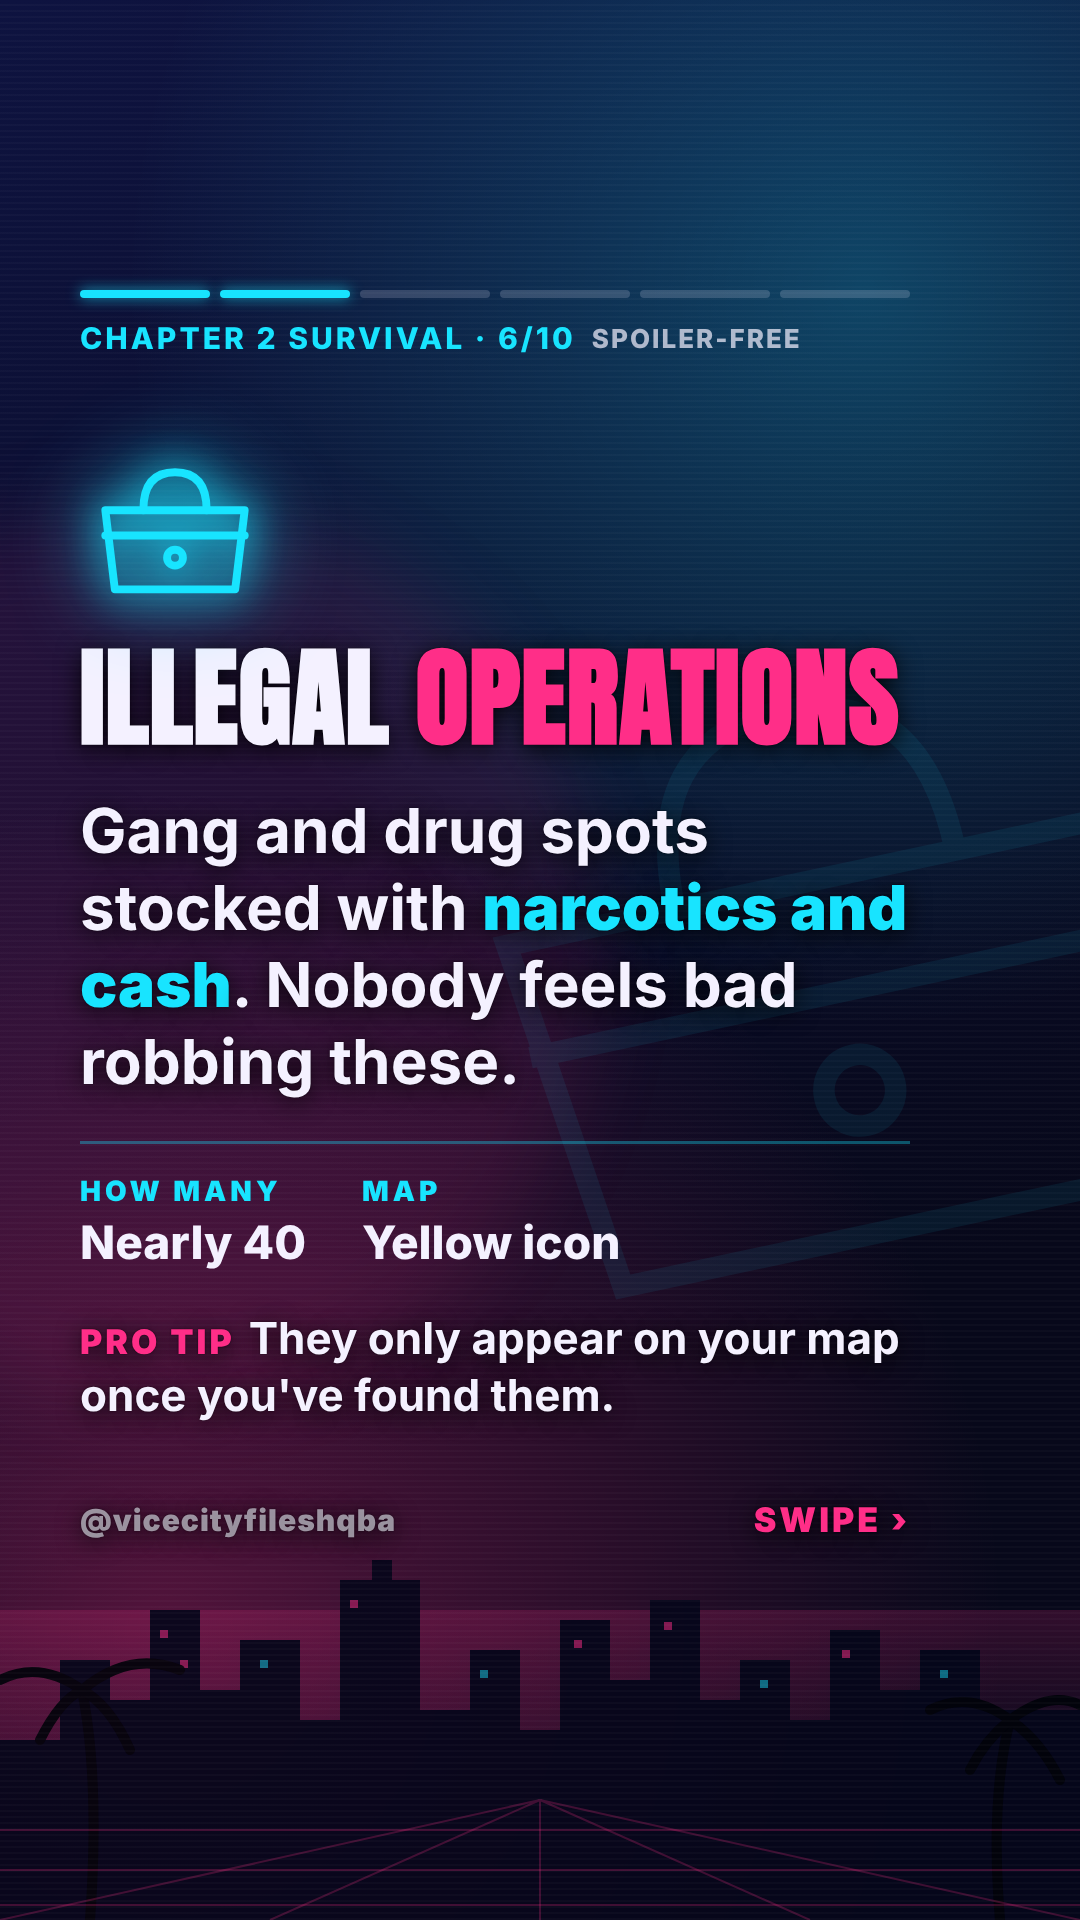 CHAPTER 2 SURVIVAL · 6/10 SPOILER-FREE
ILLEGAL OPERATIONS
Gang and drug spots
stocked with narcotics and
cash. Nobody feels bad
robbing these.
HOW MANY MAP
Nearly 40 Yellow icon
PRO TIP They only appear on your map
once you've found them.
@vicecityfileshqba SWIPE ›